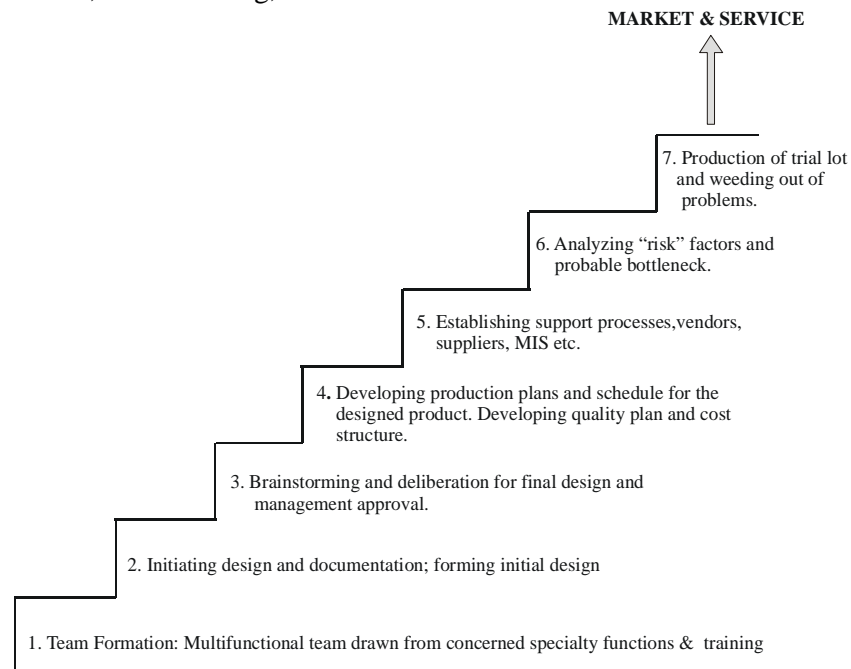 MARKET & SERVICE
7. Production of trial lot
and weeding out of
problems.
6. Analyzing “risk” factors and
probable bottleneck.
5. Establishing support processes,vendors,
suppliers, MIS etc.
4. Developing production plans and schedule for the
designed product. Developing quality plan and cost
structure.
3. Brainstorming and deliberation for final design and
management approval.
2. Initiating design and documentation; forming initial design
1. Team Formation: Multifunctional team drawn from concerned specialty functions & training